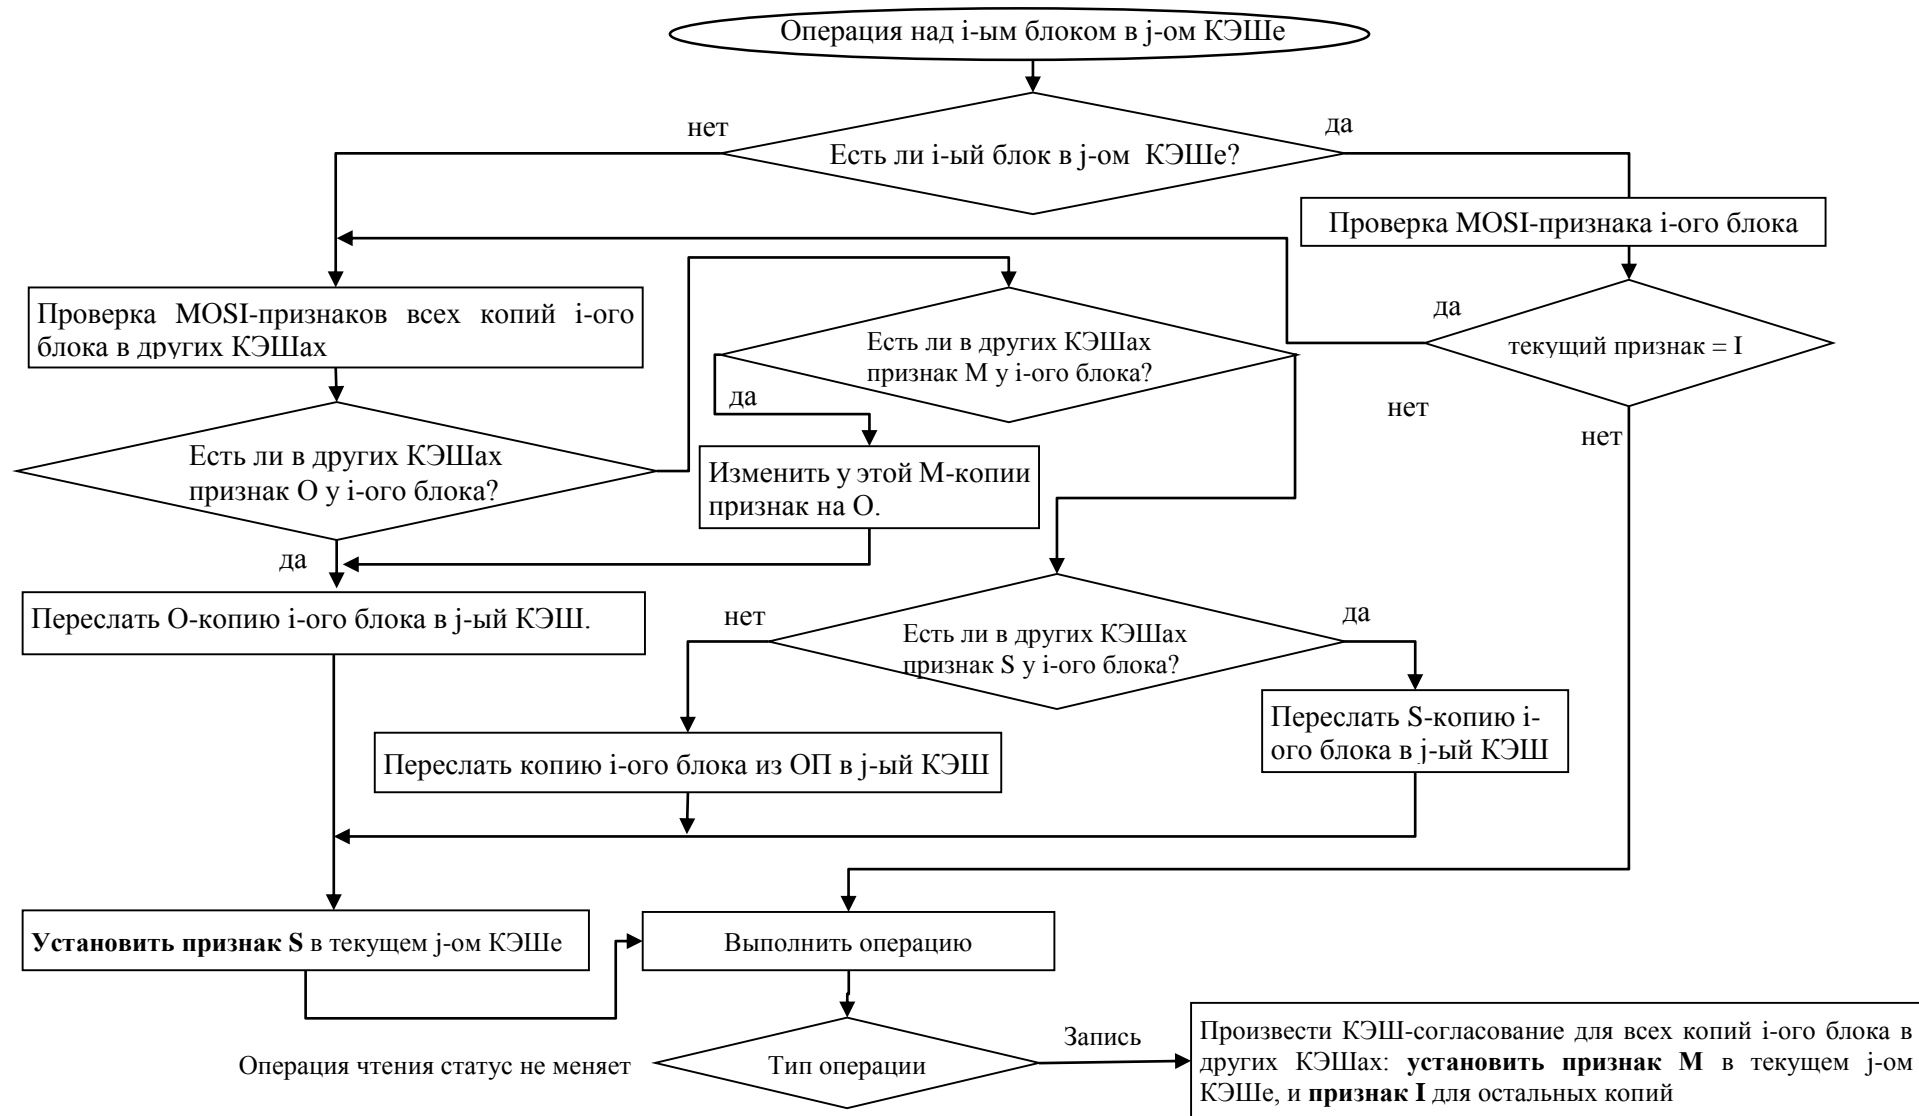 Операция над i-ым блоком в j-ом КЭШе
нет
да
Есть ли i-ый блок в j-ом КЭШе?
Проверка MOSI-признака i-ого блока
Проверка MOSI-признаков всех копий i-ого
блока в других КЭШах
Есть ли в других КЭШах
признак M у i-ого блока?
да
текущий признак = I
да
нет
нет
Есть ли в других КЭШах
признак O у i-ого блока?
Изменить у этой М-копии
признак на О.
да
Переслать О-копию i-ого блока в j-ый КЭШ.
нет
да
Есть ли в других КЭШах
признак S у i-ого блока?
Переслать S-копию i-
ого блока в j-ый КЭШ
Переслать копию i-ого блока из ОП в j-ый КЭШ
Установить признак S в текущем j-ом КЭШе
Выполнить операцию
Операция чтения статус не меняет
Тип операции
Запись
Произвести КЭШ-согласование для всех копий i-ого блока в
других КЭШах: установить признак M в текущем j-ом
КЭШе, и признак I для остальных копий